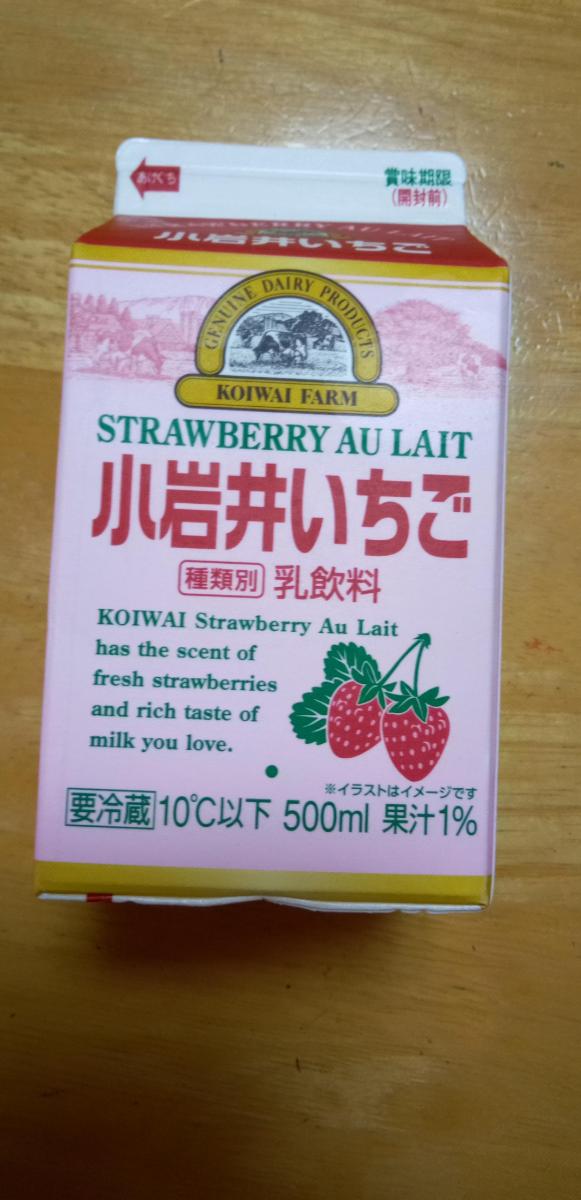 あけぐち
賞味期限
(開封前)
STRAWBERRY AU LAIT
小岩井いちご
GENUINE DAIRY PRODUCTS
KOIWAI FARM
STRAWBERRY AU LAIT
小岩井いちご
種類別 乳飲料
KOIWAI Strawberry Au Lait
has the scent of
fresh strawberries
and rich taste of
milk you love.
※イラストはイメージです
要冷蔵 10℃以下 500ml 果汁1%